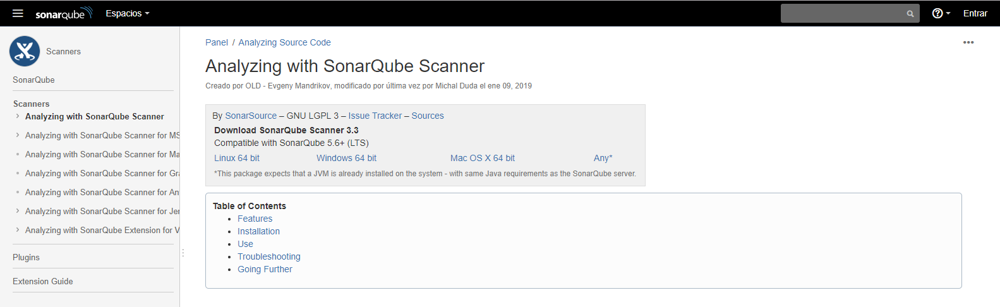 sonarqube Espacios Entrar
Scanners
SonarQube
Scanners
Analyzing with SonarQube Scanner
Analyzing with SonarQube Scanner for MS
Analyzing with SonarQube Scanner for Ma
Analyzing with SonarQube Scanner for Gra
Analyzing with SonarQube Scanner for An
Analyzing with SonarQube Scanner for Jer
Analyzing with SonarQube Extension for V
Plugins
Extension Guide
Panel / Analyzing Source Code
Analyzing with SonarQube Scanner
Creado por OLD - Evgeny Mandrikov, modificado por última vez por Michal Duda el ene 09, 2019
By SonarSource – GNU LGPL 3 – Issue Tracker – Sources
Download SonarQube Scanner 3.3
Compatible with SonarQube 5.6+ (LTS)
Linux 64 bit Windows 64 bit Mac OS X 64 bit Any*
*This package expects that a JVM is already installed on the system - with same Java requirements as the SonarQube server.
Table of Contents
• Features
• Installation
• Use
• Troubleshooting
• Going Further